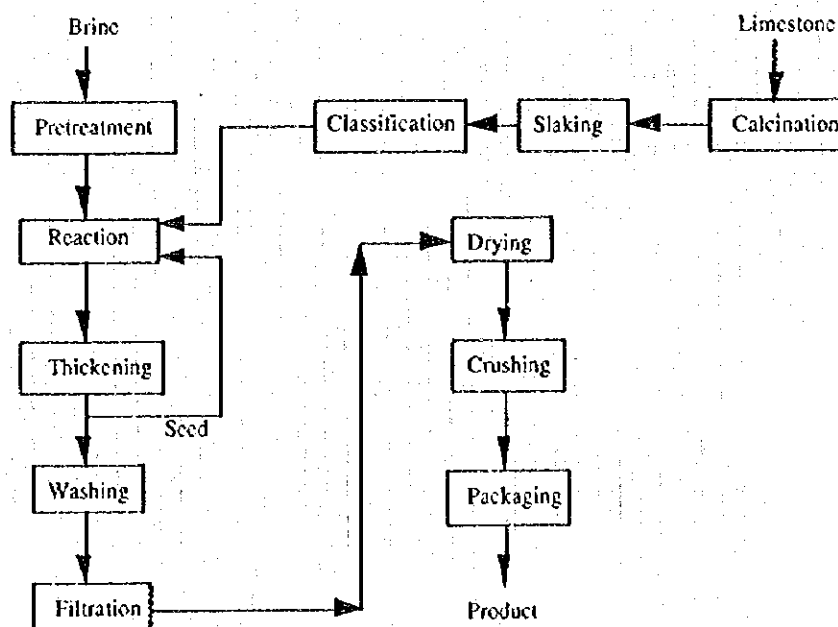 Brine
Limestone
Pretreatment
Classification
Slaking
Calcination
Reaction
Drying
Thickening
Crushing
Seed
Washing
Packaging
Filtration
Product